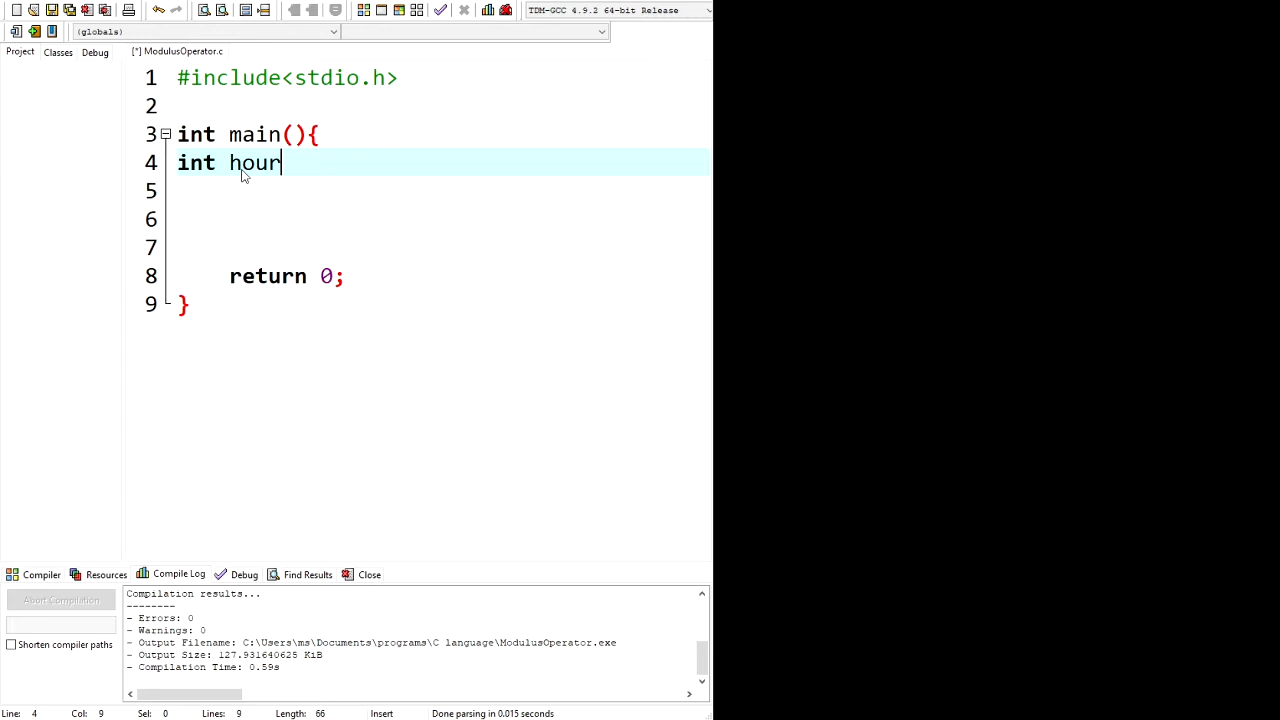 TDM-GCC 4.9.2 64-bit Release
(globals)
Project Classes Debug [*] ModulusOperator.c
1 #include<stdio.h>
2
3 int main(){
4 int hour
5
6
7
8 return 0;
9 }
Compiler Resources Compile Log Debug Find Results Close
Abort Compilation
Shorten compiler paths
Compilation results...
--------
- Errors: 0
- Warnings: 0
- Output Filename: C:\Users\ms\Documents\programs\C language\ModulusOperator.exe
- Output Size: 127.931640625 KiB
- Compilation Time: 0.59s
Line: 4 Col: 9 Sel: 0 Lines: 9 Length: 66 Insert Done parsing in 0.015 seconds